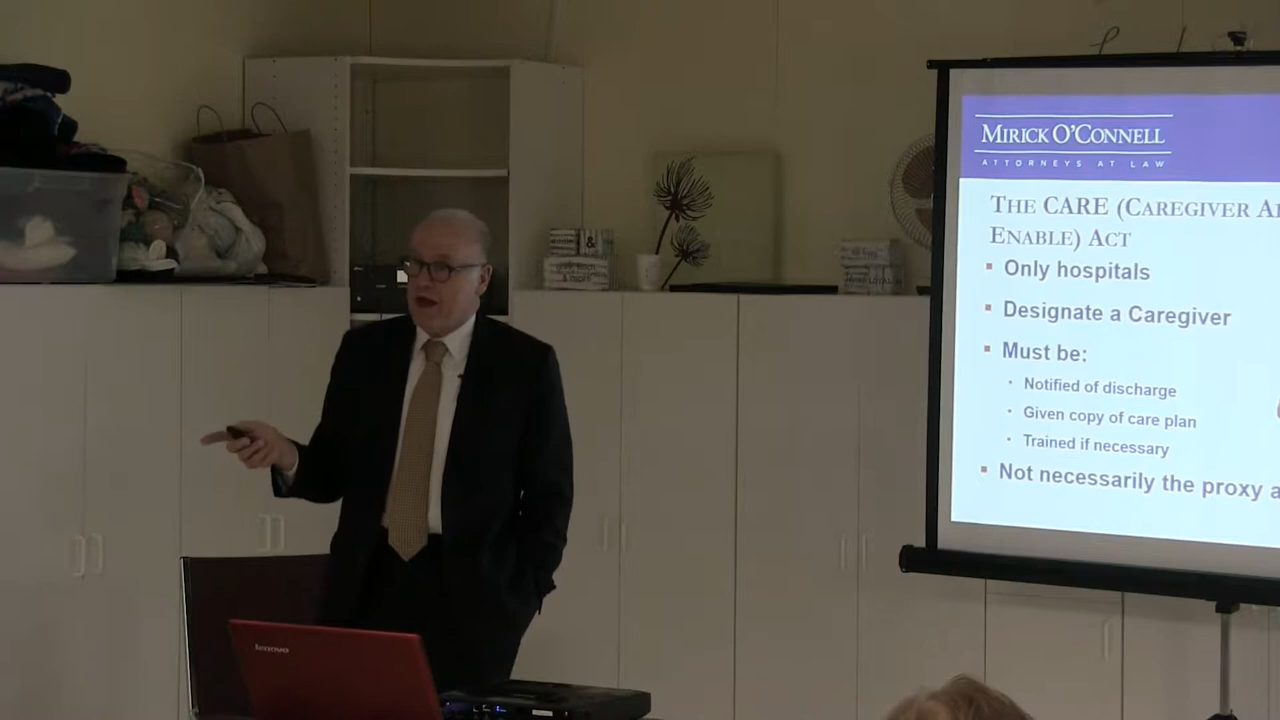 MIRICK O'CONNELL
ATTORNEYS AT LAW
THE CARE (CAREGIVER A
ENABLE) ACT
Only hospitals
Designate a Caregiver
Must be:
Notified of discharge
Given copy of care plan
Trained if necessary
Not necessarily the proxy a
lenovo
&